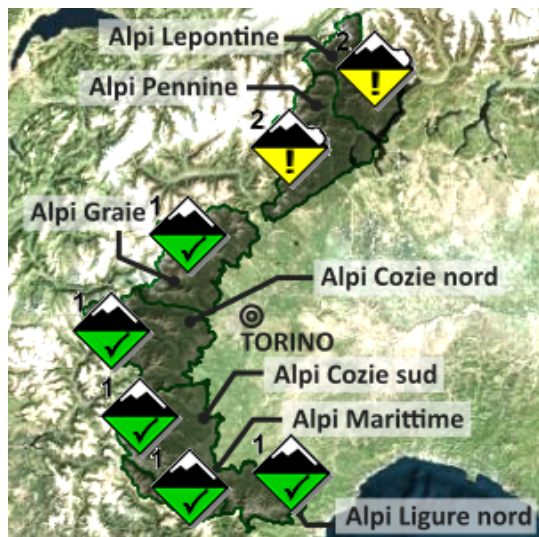 Alpi Lepontine
2
Alpi Pennine
2
!
!
Alpi Graie
1
Alpi Cozie nord
1
TORINO
Alpi Cozie sud
1
Alpi Marittime
1
1
Alpi Ligure nord